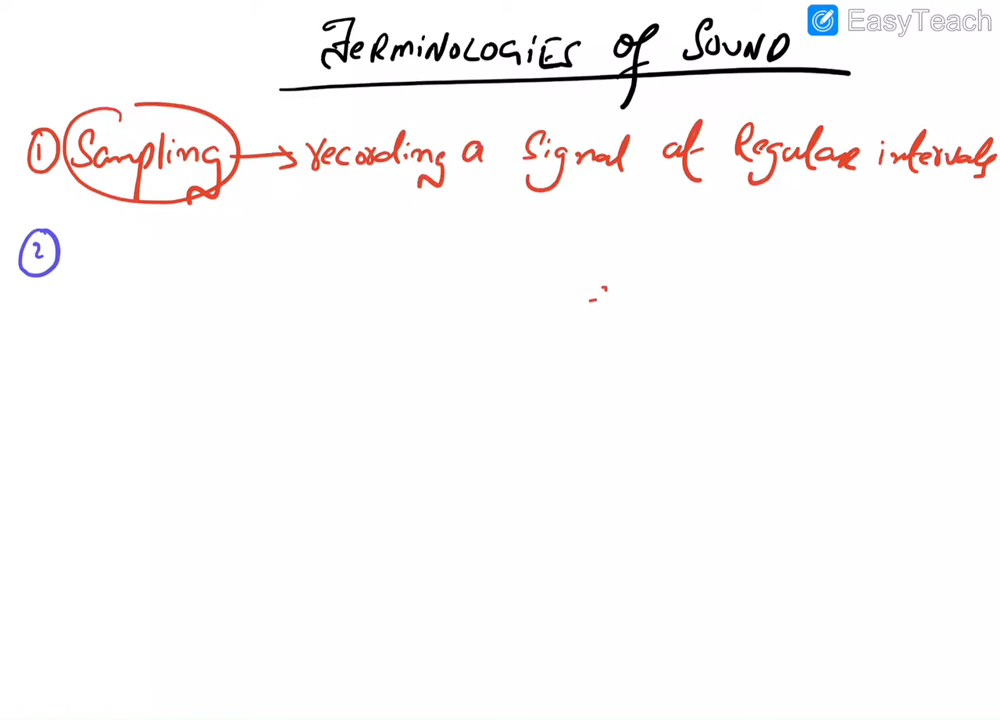 EasyTeach
TERMINOLOGIES Of SOUND
① Sampling → recording a Signal at Regular intervals
②